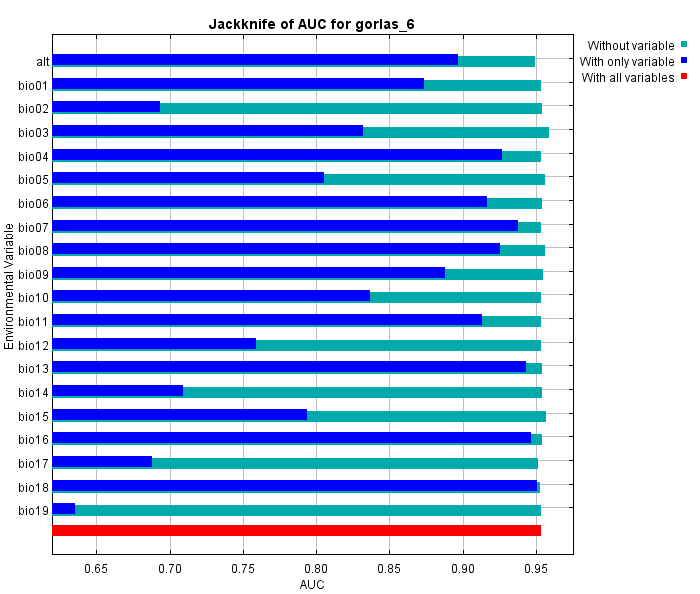 Jackknife of AUC for gorlas_6
Without variable
With only variable
With all variables
Environmental Variable
alt
bio01
bio02
bio03
bio04
bio05
bio06
bio07
bio08
bio09
bio10
bio11
bio12
bio13
bio14
bio15
bio16
bio17
bio18
bio19
0.65 0.70 0.75 0.80 0.85 0.90 0.95
AUC